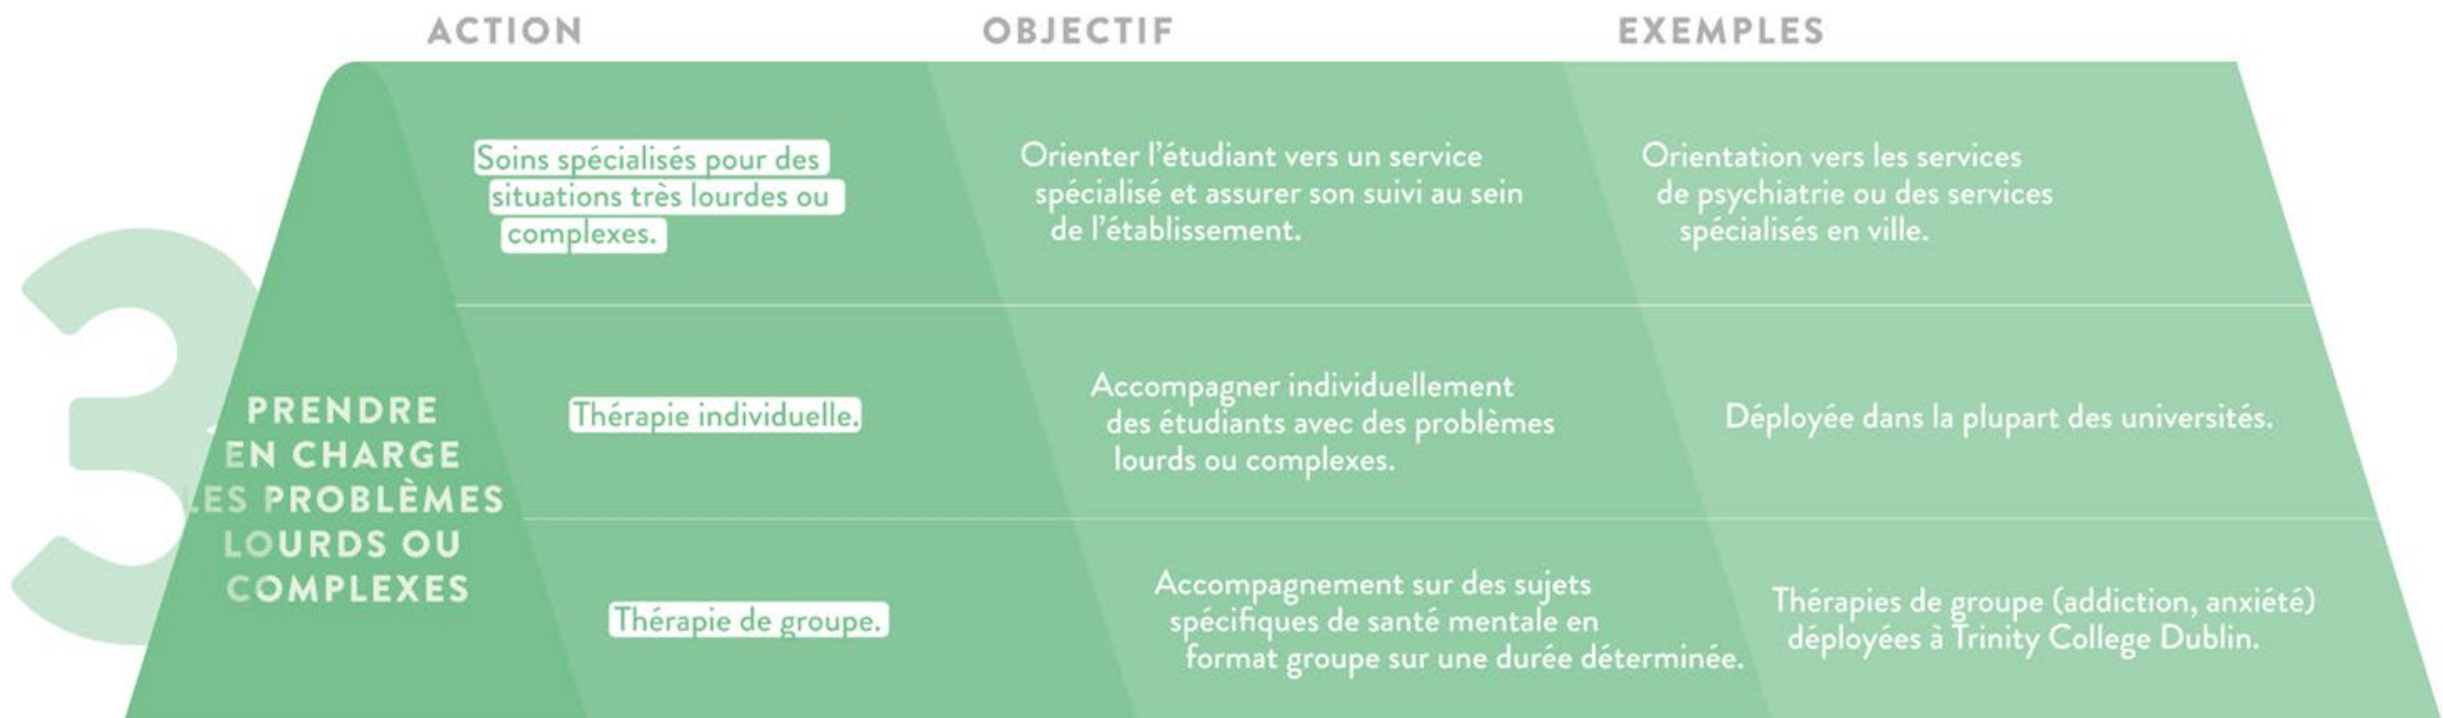 ACTION
OBJECTIF
EXEMPLES
3
PRENDRE
EN CHARGE
LES PROBLÈMES
LOURDS OU
COMPLEXES
Soins spécialisés pour des
situations très lourdes ou
complexes.
Orienter l'étudiant vers un service
spécialisé et assurer son suivi au sein
de l'établissement.
Orientation vers les services
de psychiatrie ou des services
spécialisés en ville.
Thérapie individuelle.
Accompagner individuellement
des étudiants avec des problèmes
lourds ou complexes.
Déployée dans la plupart des universités.
Thérapie de groupe.
Accompagnement sur des sujets
spécifiques de santé mentale en
format groupe sur une durée déterminée.
Thérapies de groupe (addiction, anxiété)
déployées à Trinity College Dublin.